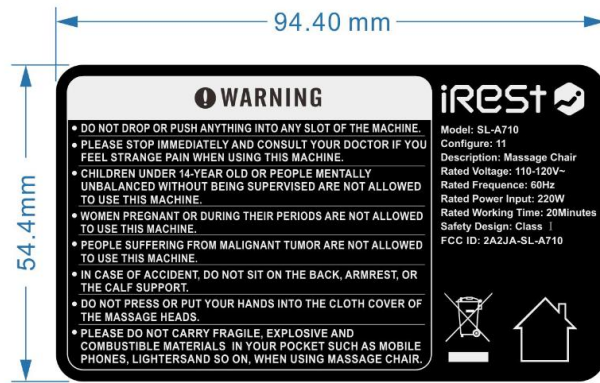 94.40 mm
54.4mm
WARNING
• DO NOT DROP OR PUSH ANYTHING INTO ANY SLOT OF THE MACHINE.
• PLEASE STOP IMMEDIATELY AND CONSULT YOUR DOCTOR IF YOU
FEEL STRANGE PAIN WHEN USING THIS MACHINE.
• CHILDREN UNDER 14-YEAR OLD OR PEOPLE MENTALLY
UNBALANCED WITHOUT BEING SUPERVISED ARE NOT ALLOWED
TO USE THIS MACHINE.
• WOMEN PREGNANT OR DURING THEIR PERIODS ARE NOT ALLOWED
TO USE THIS MACHINE.
• PEOPLE SUFFERING FROM MALIGNANT TUMOR ARE NOT ALLOWED
TO USE THIS MACHINE.
• IN CASE OF ACCIDENT, DO NOT SIT ON THE BACK, ARMREST, OR
THE CALF SUPPORT.
• DO NOT PRESS OR PUT YOUR HANDS INTO THE CLOTH COVER OF
THE MASSAGE HEADS.
• PLEASE DO NOT CARRY FRAGILE, EXPLOSIVE AND
COMBUSTIBLE MATERIALS IN YOUR POCKET SUCH AS MOBILE
PHONES, LIGHTERSAND SO ON, WHEN USING MASSAGE CHAIR.
iRest
Model: SL-A710
Configure: 11
Description: Massage Chair
Rated Voltage: 110-120V~
Rated Frequence: 60Hz
Rated Power Input: 220W
Rated Working Time: 20Minutes
Safety Design: Class Ⅰ
FCC ID: 2A2JA-SL-A710